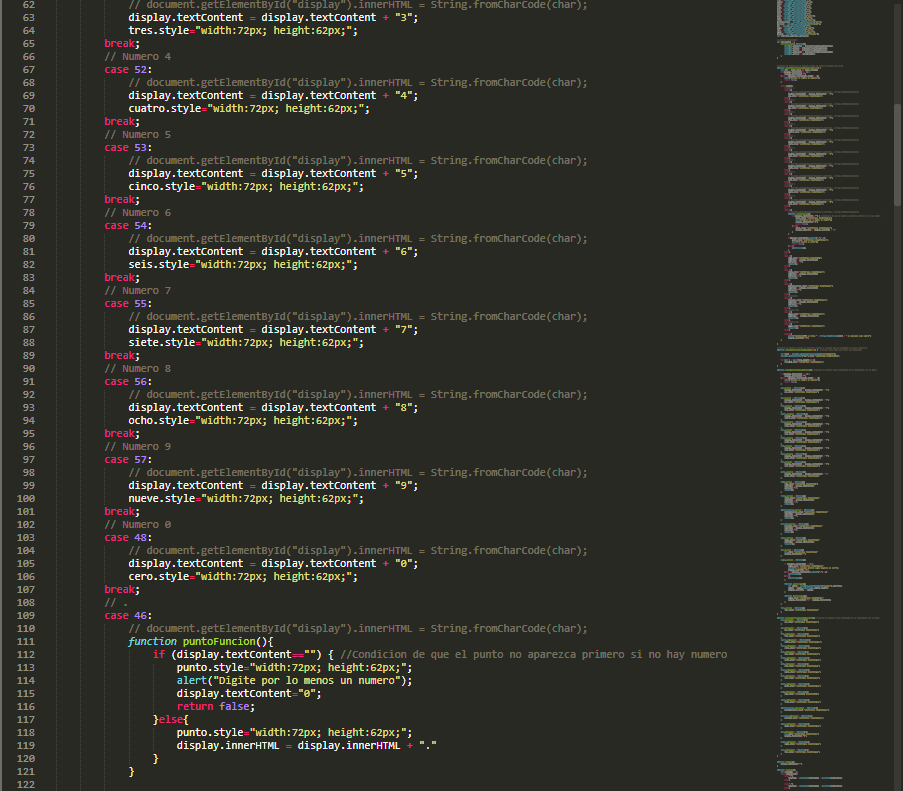 62 // document.getElementById("display").innerHTML = String.fromCharCode(char);
63 display.textContent = display.textContent + "3";
64 tres.style="width:72px; height:62px;";
65 break;
66 // Numero 4
67 case 52:
68 // document.getElementById("display").innerHTML = String.fromCharCode(char);
69 display.textContent = display.textContent + "4";
70 cuatro.style="width:72px; height:62px;";
71 break;
72 // Numero 5
73 case 53:
74 // document.getElementById("display").innerHTML = String.fromCharCode(char);
75 display.textContent = display.textContent + "5";
76 cinco.style="width:72px; height:62px;";
77 break;
78 // Numero 6
79 case 54:
80 // document.getElementById("display").innerHTML = String.fromCharCode(char);
81 display.textContent = display.textContent + "6";
82 seis.style="width:72px; height:62px;";
83 break;
84 // Numero 7
85 case 55:
86 // document.getElementById("display").innerHTML = String.fromCharCode(char);
87 display.textContent = display.textContent + "7";
88 siete.style="width:72px; height:62px;";
89 break;
90 // Numero 8
91 case 56:
92 // document.getElementById("display").innerHTML = String.fromCharCode(char);
93 display.textContent = display.textContent + "8";
94 ocho.style="width:72px; height:62px;";
95 break;
96 // Numero 9
97 case 57:
98 // document.getElementById("display").innerHTML = String.fromCharCode(char);
99 display.textContent = display.textContent + "9";
100 nueve.style="width:72px; height:62px;";
101 break;
102 // Numero 0
103 case 48:
104 // document.getElementById("display").innerHTML = String.fromCharCode(char);
105 display.textContent = display.textContent + "0";
106 cero.style="width:72px; height:62px;";
107 break;
108 // .
109 case 46:
110 // document.getElementById("display").innerHTML = String.fromCharCode(char);
111 function puntoFuncion(){
112 if (display.textContent=="") { //Condicion de que el punto no aparezca primero si no hay numero
113 punto.style="width:72px; height:62px;";
114 alert("Digite por lo menos un numero");
115 display.textContent="0";
116 return false;
117 }else{
118 punto.style="width:72px; height:62px;";
119 display.innerHTML = display.innerHTML + "."
120 }
121 }
122